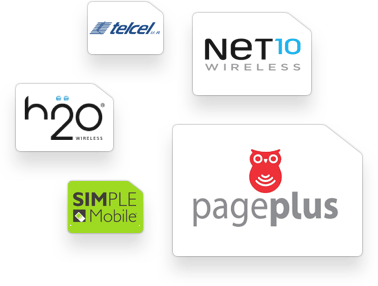 telcel
NET10
WIRELESS
h2o
WIRELESS
SIMPLE
Mobile
pageplus